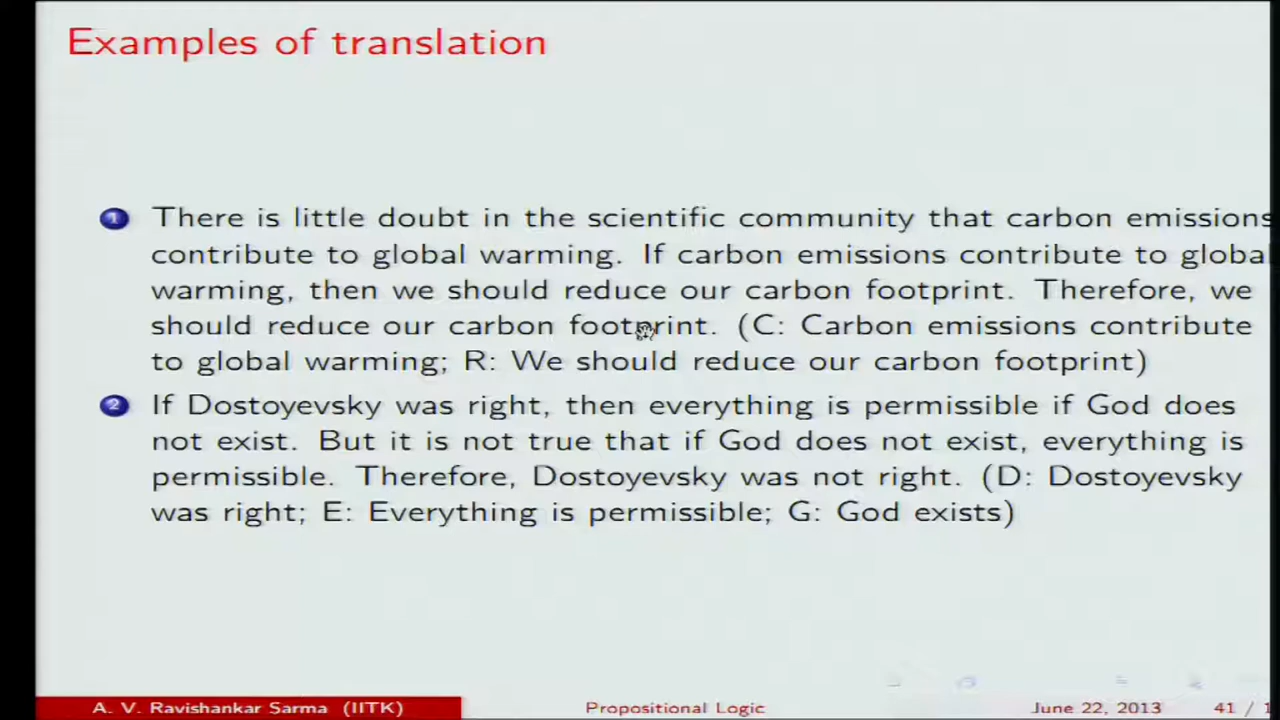 Examples of translation
1 There is little doubt in the scientific community that carbon emissions
contribute to global warming. If carbon emissions contribute to global
warming, then we should reduce our carbon footprint. Therefore, we
should reduce our carbon footprint. (C: Carbon emissions contribute
to global warming; R: We should reduce our carbon footprint)
2 If Dostoyevsky was right, then everything is permissible if God does
not exist. But it is not true that if God does not exist, everything is
permissible. Therefore, Dostoyevsky was not right. (D: Dostoyevsky
was right; E: Everything is permissible; G: God exists)
A. V. Ravishankar Sarma (IITK) Propositional Logic June 22, 2013 41 / 1